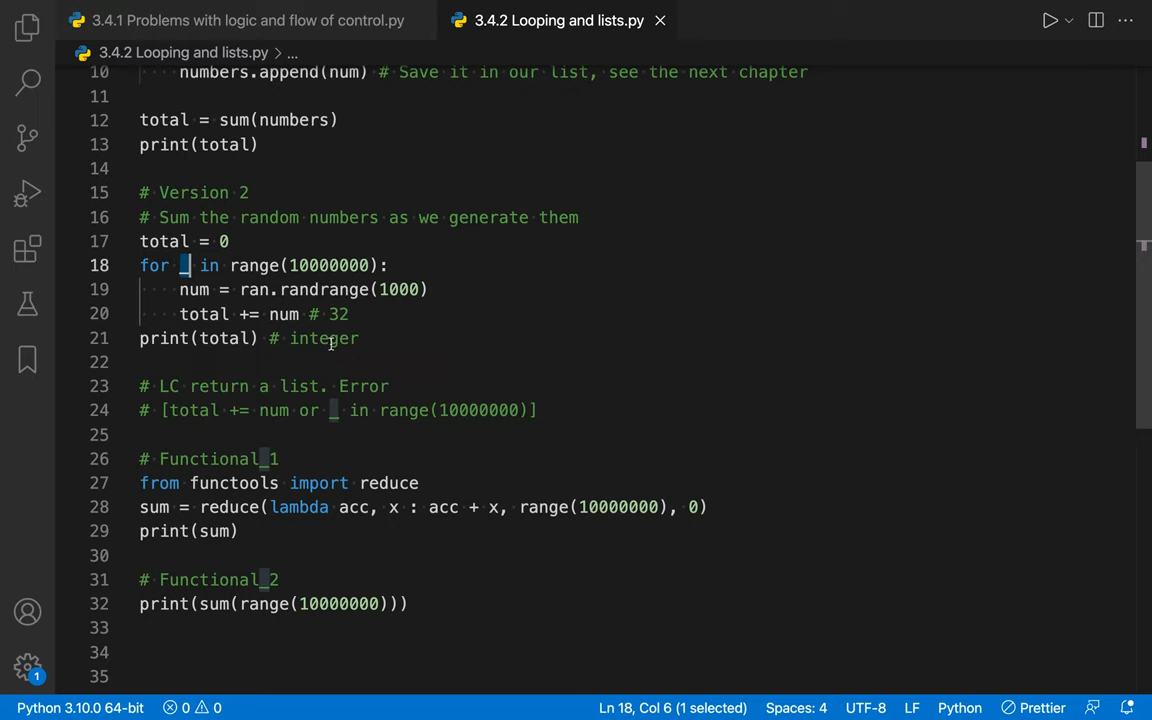 3.4.1 Problems with logic and flow of control.py
3.4.2 Looping and lists.py
3.4.2 Looping and lists.py > ...
10 numbers.append(num) # Save it in our list, see the next chapter
11
12 total = sum(numbers)
13 print(total)
14
15 # Version 2
16 # Sum the random numbers as we generate them
17 total = 0
18 for _ in range(10000000):
19 num = ran.randrange(1000)
20 total += num # 32
21 print(total) # integer
22
23 # LC return a list. Error
24 # [total += num or _ in range(10000000)]
25
26 # Functional_1
27 from functools import reduce
28 sum = reduce(lambda acc, x : acc + x, range(10000000), 0)
29 print(sum)
30
31 # Functional_2
32 print(sum(range(10000000)))
33
34
35
1
Python 3.10.0 64-bit 0 0 Ln 18, Col 6 (1 selected) Spaces: 4 UTF-8 LF Python Prettier